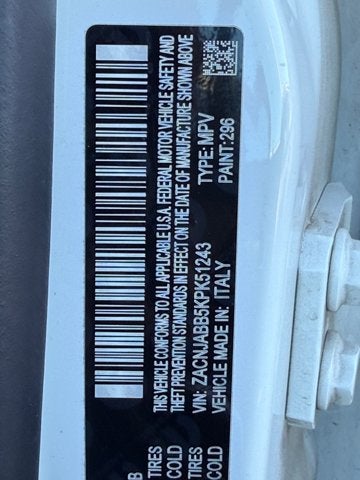 THIS VEHICLE CONFORMS TO ALL APPLICABLE U.S.A. FEDERAL MOTOR VEHICLE SAFETY AND
THEFT PREVENTION STANDARDS IN EFFECT ON THE DATE OF MANUFACTURE SHOWN ABOVE
VIN: ZACNJABB5KPK51243 TYPE: MPV
VEHICLE MADE IN: ITALY PAINT: 296
B
TIRES
COLD
TIRES
COLD